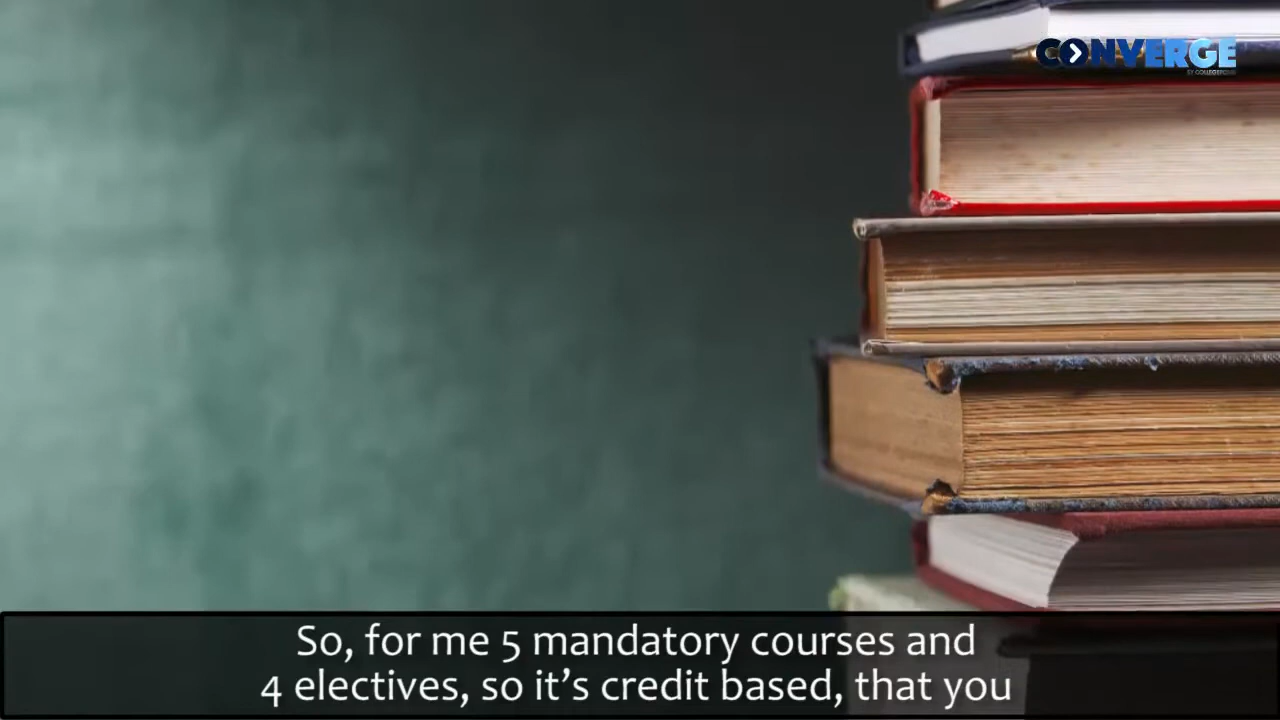 CONVERGE
So, for me 5 mandatory courses and
4 electives, so it's credit based, that you